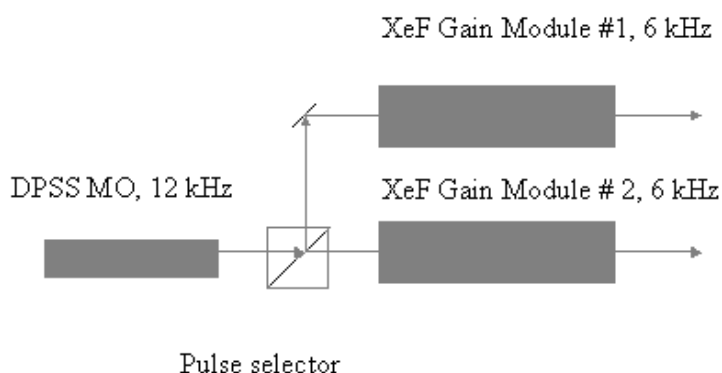 XeF Gain Module #1, 6 kHz
DPSS MO, 12 kHz
XeF Gain Module # 2, 6 kHz
Pulse selector